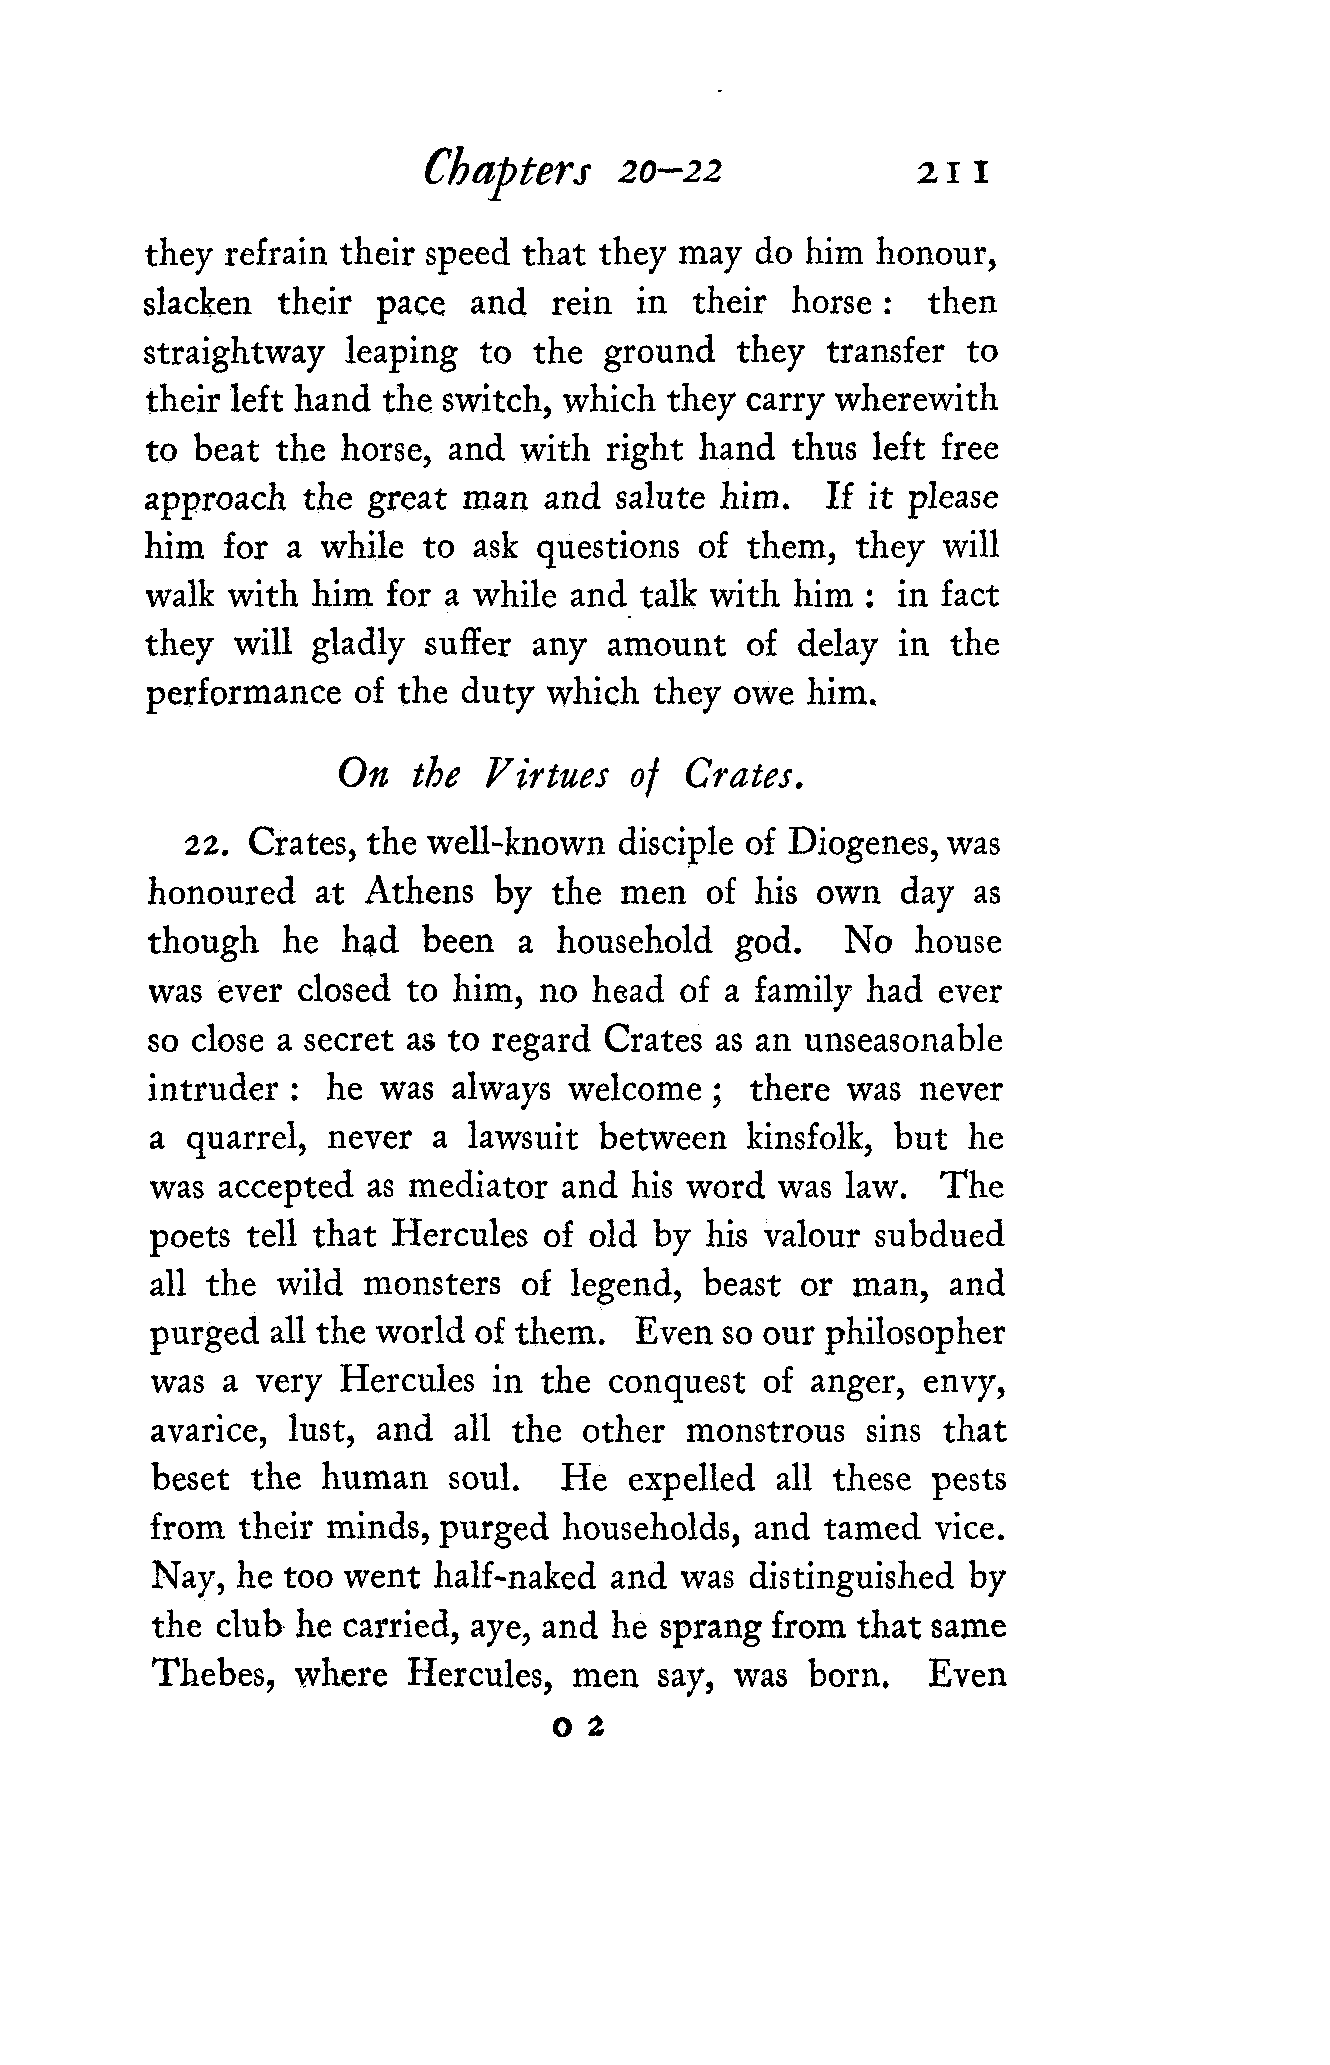 Chapters 20–22 211
they refrain their speed that they may do him honour,
slacken their pace and rein in their horse : then
straightway leaping to the ground they transfer to
their left hand the switch, which they carry wherewith
to beat the horse, and with right hand thus left free
approach the great man and salute him. If it please
him for a while to ask questions of them, they will
walk with him for a while and talk with him : in fact
they will gladly suffer any amount of delay in the
performance of the duty which they owe him.
On the Virtues of Crates.
22. Crates, the well-known disciple of Diogenes, was
honoured at Athens by the men of his own day as
though he had been a household god. No house
was ever closed to him, no head of a family had ever
so close a secret as to regard Crates as an unseasonable
intruder : he was always welcome ; there was never
a quarrel, never a lawsuit between kinsfolk, but he
was accepted as mediator and his word was law. The
poets tell that Hercules of old by his valour subdued
all the wild monsters of legend, beast or man, and
purged all the world of them. Even so our philosopher
was a very Hercules in the conquest of anger, envy,
avarice, lust, and all the other monstrous sins that
beset the human soul. He expelled all these pests
from their minds, purged households, and tamed vice.
Nay, he too went half-naked and was distinguished by
the club he carried, aye, and he sprang from that same
Thebes, where Hercules, men say, was born. Even
O 2